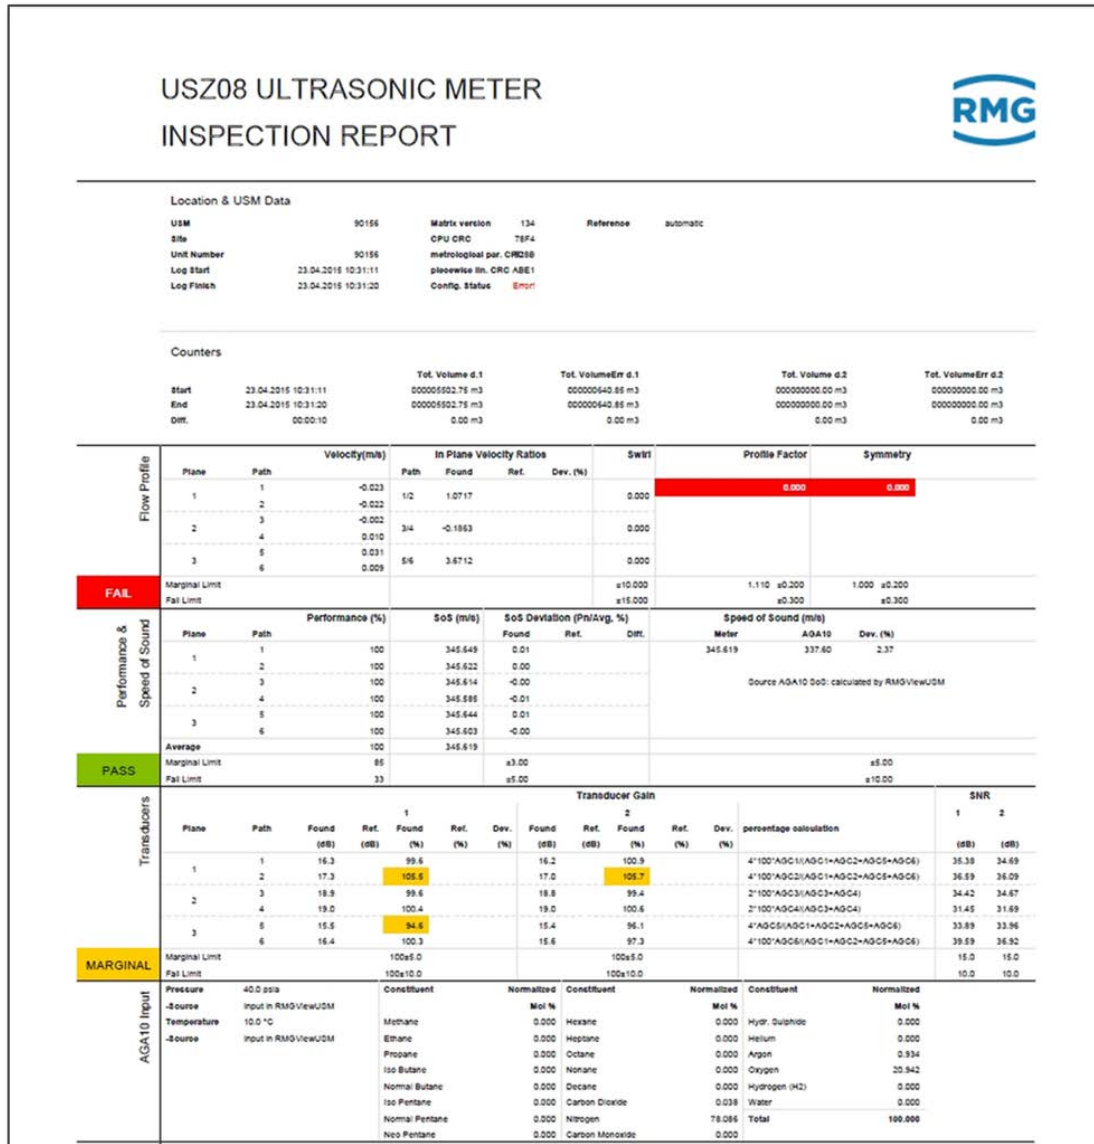 USZ08 ULTRASONIC METER
INSPECTION REPORT
RMG
Location & USM Data
USM 90156 Matrix version 134 Reference automatic
Site CPU CRC 78F4
Unit Number 90156 metrological par.
Log Start 23.04.2015 10:31:11 piecewise lin. CRC ABE1
Log Finish 23.04.2015 10:31:20 Config. Status Error!
Counters
Tot. Volume d.1 Tot. VolumeErr d.1 Tot. Volume d.2 Tot. VolumeErr d.2
Start 23.04.2015 10:31:11 000005502.75 m3 000000640.85 m3 000000000.00 m3 000000000.00 m3
End 23.04.2015 10:31:20 000005502.75 m3 000000640.85 m3 000000000.00 m3 000000000.00 m3
Diff. 00:00:10 0.00 m3 0.00 m3 0.00 m3 0.00 m3
Flow Profile
Velocity(m/s) In Plane Velocity Ratios Swirl Profile Factor Symmetry
Plane Path Path Found Ref. Dev. (%)
1 1 -0.023 1/2 1.0717 0.000 0.000 0.000
2 -0.022
2 3 -0.002 3/4 -0.1863 0.000
4 0.010
3 5 0.031 5/6 3.6712 0.000
6 0.009
FAIL
Marginal Limit ±10.000 1.110 ±0.200 1.000 ±0.200
Fail Limit ±15.000 ±0.300 ±0.300
Performance &
Speed of Sound
Performance (%) SoS (m/s) SoS Deviation (Pn/Avg, %) Speed of Sound (m/s)
Plane Path Found Ref. Diff. Meter AGA10 Dev. (%)
1 1 100 345.649 0.01 345.619 337.60 2.37
2 100 345.622 0.00
2 3 100 345.614 -0.00 Source AGA10 SoS: calculated by RMGViewUSM
4 100 345.585 -0.01
3 5 100 345.644 0.01
6 100 345.603 -0.00
Average 100 345.619
PASS
Marginal Limit 85 ±3.00 ±5.00
Fail Limit 33 ±5.00 ±10.00
Transducers
Transducer Gain SNR
1 2 1 2
Plane Path Found Ref. Found Ref. Dev. Found Ref. Found Ref. Dev. percentage calculation
(dB) (dB) (%) (%) (%) (dB) (dB) (%) (%) (%) (dB) (dB)
1 1 16.3 99.6 16.2 100.9 4*100*AGC1/(AGC1+AGC2+AGC5+AGC6) 35.38 34.69
2 17.3 105.5 17.0 105.7 4*100*AGC2/(AGC1+AGC2+AGC5+AGC6) 36.59 36.09
2 3 18.9 99.6 18.8 99.4 2*100*AGC3/(AGC3+AGC4) 34.42 34.67
4 19.0 100.4 19.0 100.6 2*100*AGC4/(AGC3+AGC4) 31.45 31.69
3 5 15.5 94.6 15.4 96.1 4*AGC5/(AGC1+AGC2+AGC5+AGC6) 33.89 33.96
6 16.4 100.3 15.6 97.3 4*100*AGC6/(AGC1+AGC2+AGC5+AGC6) 39.59 36.92
MARGINAL
Marginal Limit 100±5.0 100±5.0 15.0 15.0
Fail Limit 100±10.0 100±10.0 10.0 10.0
AGA10 Input
Pressure 40.0 psia Constituent Normalized Constituent Normalized Constituent Normalized
-Source Input in RMGViewUSM Mol % Mol % Mol %
Temperature 10.0 °C Methane 0.000 Hexane 0.000 Hydr. Sulphide 0.000
-Source Input in RMGViewUSM Ethane 0.000 Heptane 0.000 Helium 0.000
Propane 0.000 Octane 0.000 Argon 0.934
Iso Butane 0.000 Nonane 0.000 Oxygen 20.942
Normal Butane 0.000 Decane 0.000 Hydrogen (H2) 0.000
Iso Pentane 0.000 Carbon Dioxide 0.038 Water 0.000
Normal Pentane 0.000 Nitrogen 78.086 Total 100.000
Neo Pentane 0.000 Carbon Monoxide 0.000